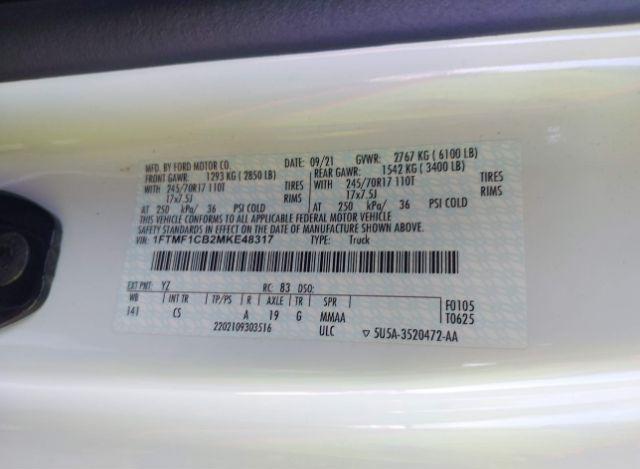 MFD. BY FORD MOTOR CO. DATE: 09/21 GVWR: 2767 KG ( 6100 LB)
FRONT GAWR: 1293 KG ( 2850 LB) REAR GAWR: 1542 KG ( 3400 LB)
WITH 245/70R17 110T TIRES WITH 245/70R17 110T TIRES
17x7.5J RIMS 17x7.5J RIMS
AT 250 kPa/ 36 PSI COLD AT 250 kPa/ 36 PSI COLD
THIS VEHICLE CONFORMS TO ALL APPLICABLE FEDERAL MOTOR VEHICLE
SAFETY STANDARDS IN EFFECT ON THE DATE OF MANUFACTURE SHOWN ABOVE.
VIN: 1FTMF1CB2MKE48317 TYPE: Truck
EXT PNT: YZ RC: 83 DSO:
WB INT TR TP/PS R AXLE TR SPR F0105
141 CS A 19 G MMAA T0625
2202109303516 ULC 5U5A-3520472-AA